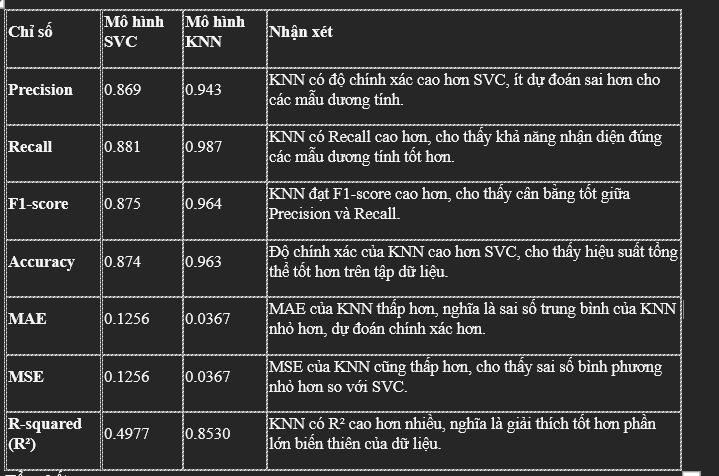 Chỉ số
Mô hình
SVC
Mô hình
KNN
Nhận xét
Precision
0.869
0.943
KNN có độ chính xác cao hơn SVC, ít dự đoán sai hơn cho
các mẫu dương tính.
Recall
0.881
0.987
KNN có Recall cao hơn, cho thấy khả năng nhận diện đúng
các mẫu dương tính tốt hơn.
F1-score
0.875
0.964
KNN đạt F1-score cao hơn, cho thấy cân bằng tốt giữa
Precision và Recall.
Accuracy
0.874
0.963
Độ chính xác của KNN cao hơn SVC, cho thấy hiệu suất tổng
thể tốt hơn trên tập dữ liệu.
MAE
0.1256
0.0367
MAE của KNN thấp hơn, nghĩa là sai số trung bình của KNN
nhỏ hơn, dự đoán chính xác hơn.
MSE
0.1256
0.0367
MSE của KNN cũng thấp hơn, cho thấy sai số bình phương
nhỏ hơn so với SVC.
R-squared
(R²)
0.4977
0.8530
KNN có R² cao hơn nhiều, nghĩa là giải thích tốt hơn phần
lớn biến thiên của dữ liệu.